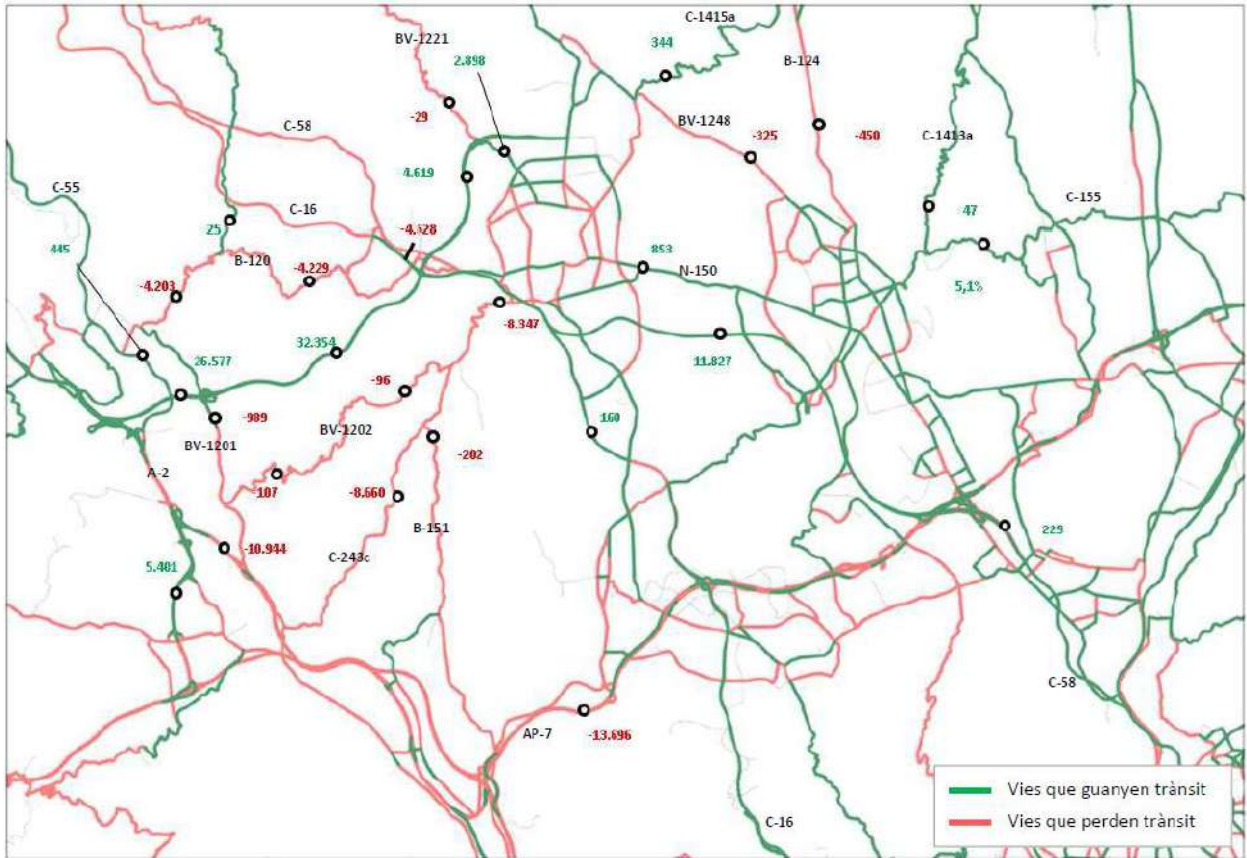 C-1415a
BV-1221
344
2.898
B-124
-29
C-58
BV-1248
-325
-450
C-1413a
4.619
C-55
C-16
47
C-155
25
-4.628
445
B-120
-4.229
853
N-150
-4.203
5,1%
-8.347
32.354
26.577
11.827
-96
-989
BV-1202
160
BV-1201
-202
A-2
-107
-8.660
B-151
229
-10.944
C-243c
5.481
C-58
AP-7
-13.696
C-16
Vies que guanyen trànsit
Vies que perden trànsit